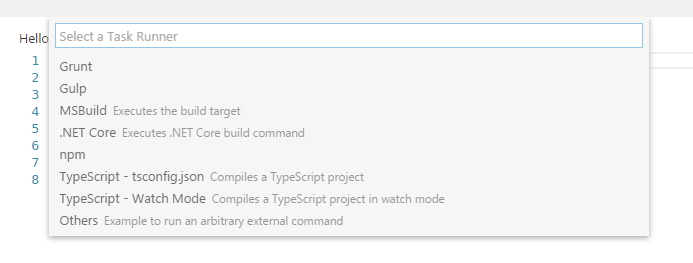 Select a Task Runner
Hello
Grunt
1
Gulp
2
3
MSBuild Executes the build target
4
.NET Core Executes .NET Core build command
5
npm
6
TypeScript - tsconfig.json Compiles a TypeScript project
7
TypeScript - Watch Mode Compiles a TypeScript project in watch mode
8
Others Example to run an arbitrary external command